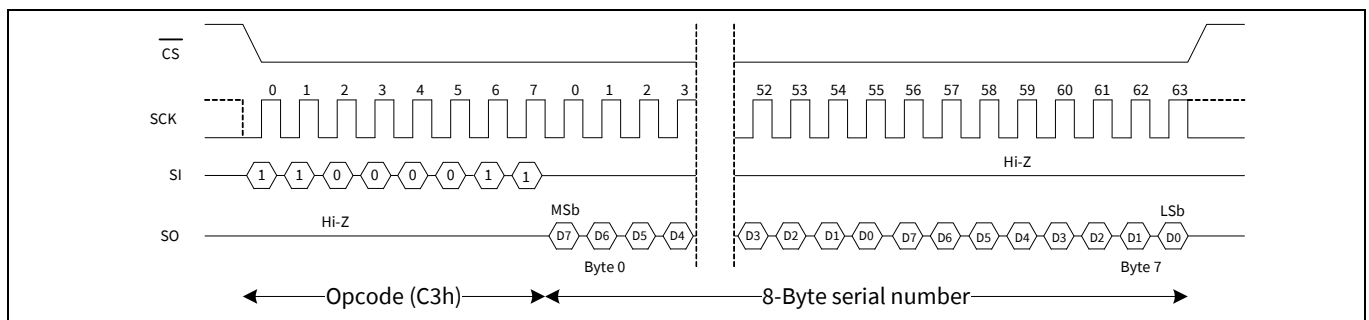 CS
0 1 2 3 4 5 6 7 0 1 2 3 52 53 54 55 56 57 58 59 60 61 62 63
SCK
Hi-Z
SI 1 1 0 0 0 0 1 1
Hi-Z MSb LSb
SO D7 D6 D5 D4 D3 D2 D1 D0 D7 D6 D5 D4 D3 D2 D1 D0
Byte 0 Byte 7
Opcode (C3h) 8-Byte serial number